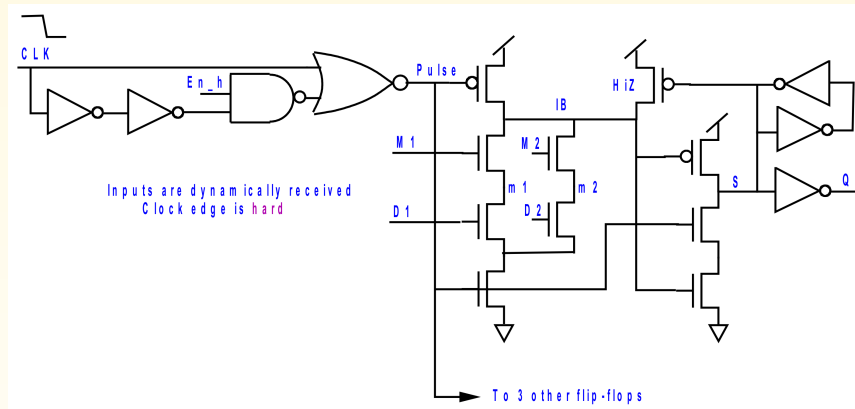 CLK
En_h
Pulse
HiZ
IB
M1
M2
m1
m2
Inputs are dynamically received
Clock edge is hard
D1
D2
S
Q
To 3 other flip-flops